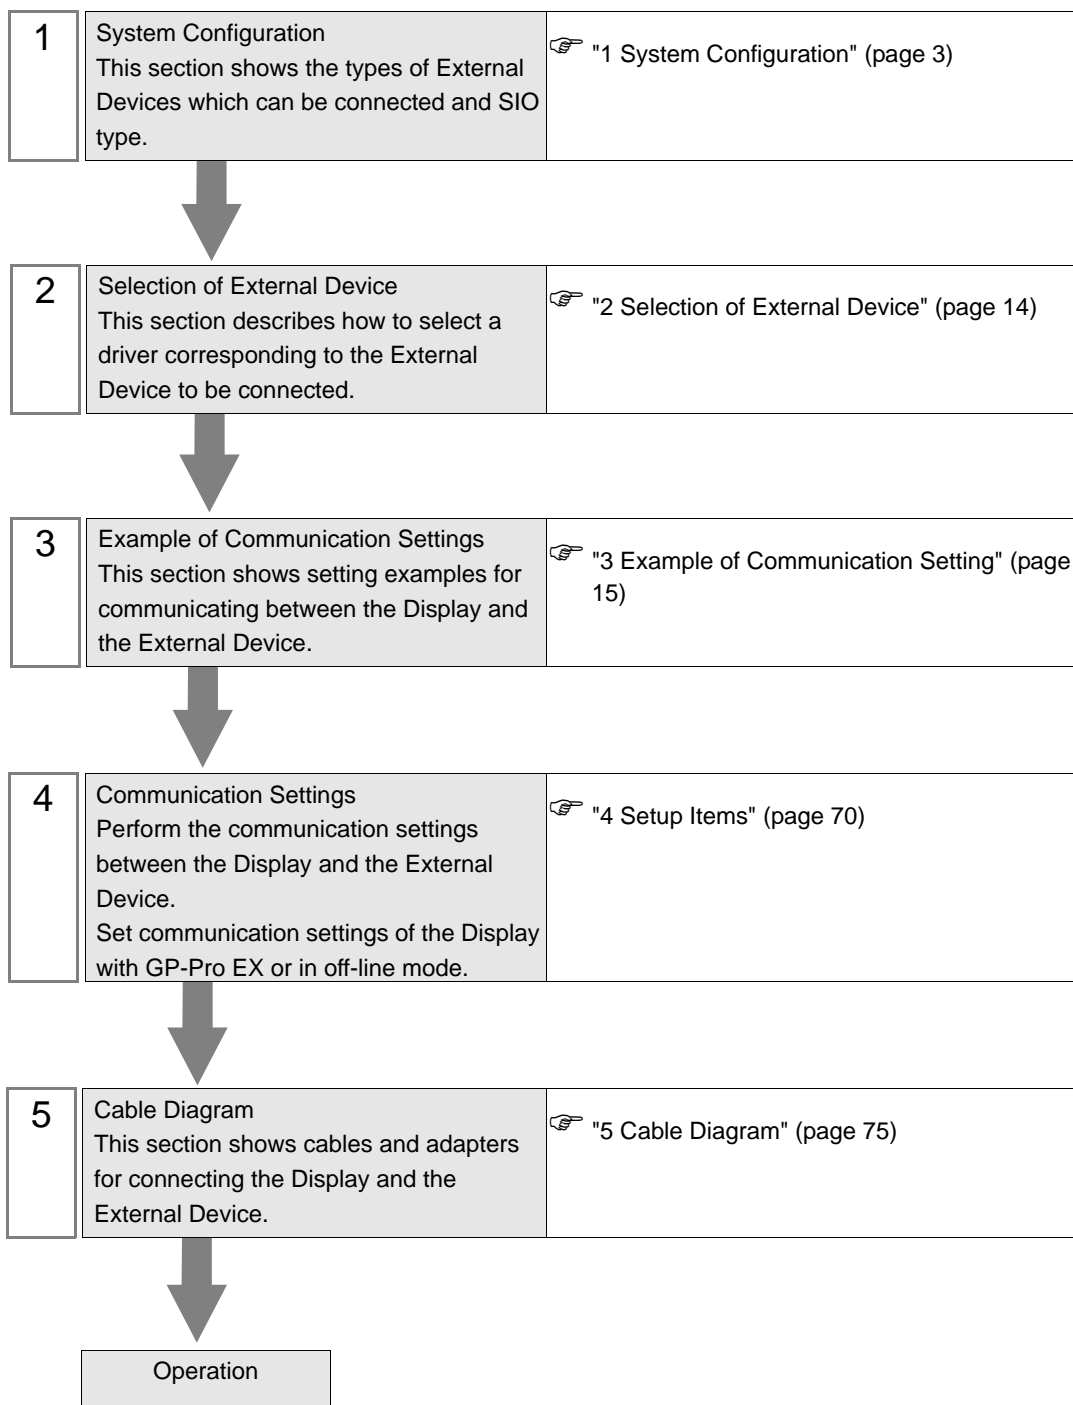 1
System Configuration
This section shows the types of External
Devices which can be connected and SIO
type.
☞ "1 System Configuration" (page 3)
2
Selection of External Device
This section describes how to select a
driver corresponding to the External
Device to be connected.
☞ "2 Selection of External Device" (page 14)
3
Example of Communication Settings
This section shows setting examples for
communicating between the Display and
the External Device.
☞ "3 Example of Communication Setting" (page
15)
4
Communication Settings
Perform the communication settings
between the Display and the External
Device.
Set communication settings of the Display
with GP-Pro EX or in off-line mode.
☞ "4 Setup Items" (page 70)
5
Cable Diagram
This section shows cables and adapters
for connecting the Display and the
External Device.
☞ "5 Cable Diagram" (page 75)
Operation